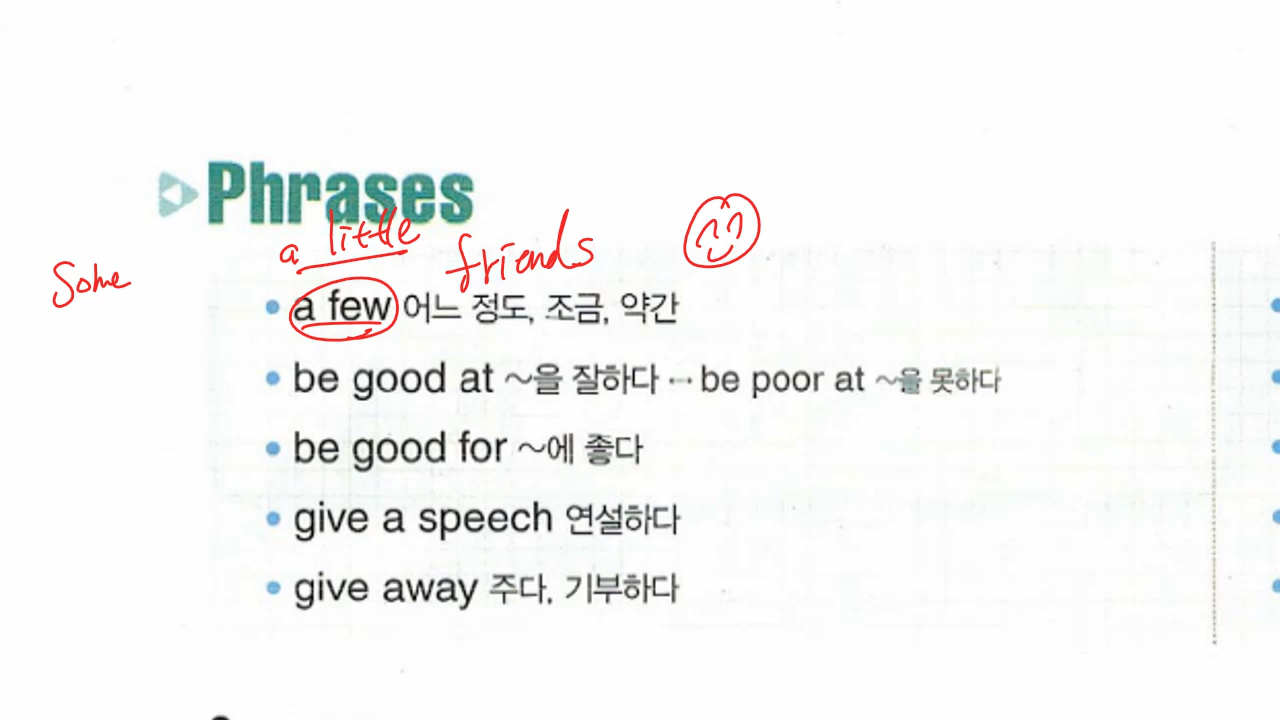 Phrases
a little friends
Some
• a few 어느 정도, 조금, 약간
• be good at ~을 잘하다 ↔ be poor at ~을 못하다
• be good for ~에 좋다
• give a speech 연설하다
• give away 주다, 기부하다